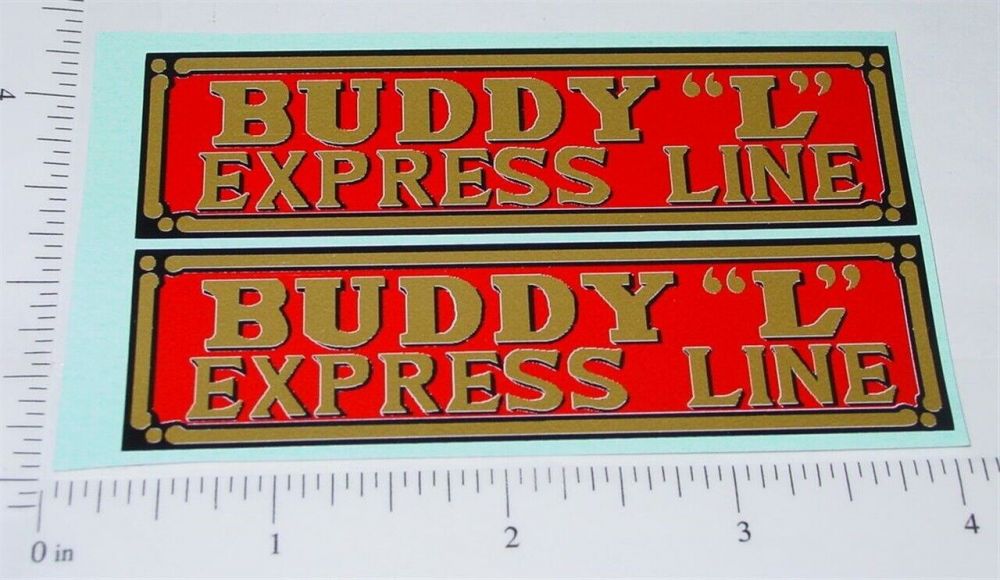 4
BUDDY “L”
EXPRESS LINE
BUDDY “L”
EXPRESS LINE
0 in 1 2 3 4